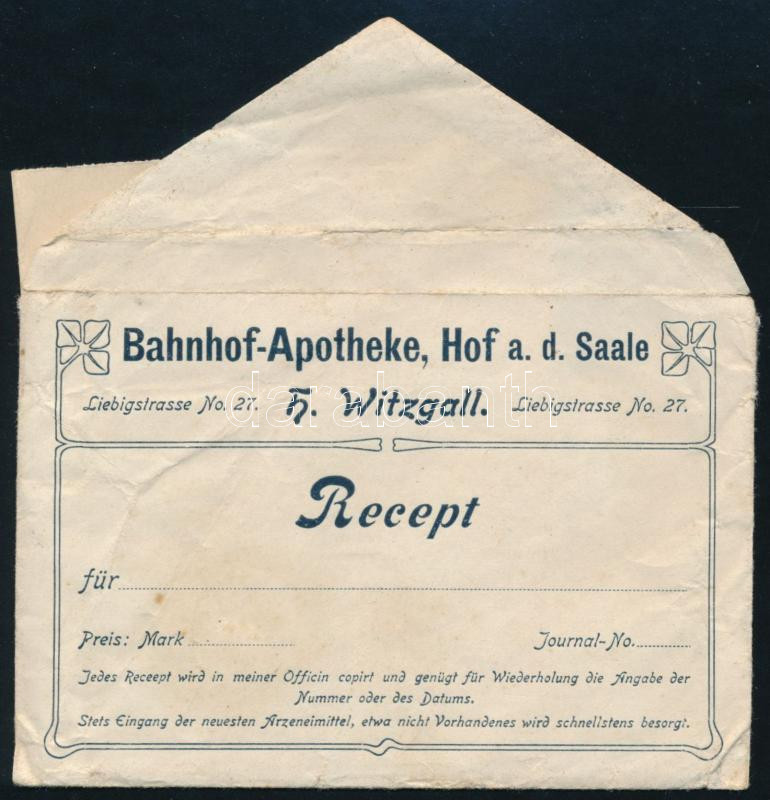 Bahnhof-Apotheke, Hof a. d. Saale
Liebigstrasse No. 27. H. Witzgall. Liebigstrasse No. 27.
darabanth
Recept
für
Preis: Mark Journal-No.
Jedes Receept wird in meiner Officin copirt und genügt für Wiederholung die Angabe der
Nummer oder des Datums.
Stets Eingang der neuesten Arzeneimittel, etwa nicht Vorhandenes wird schnellstens besorgt.